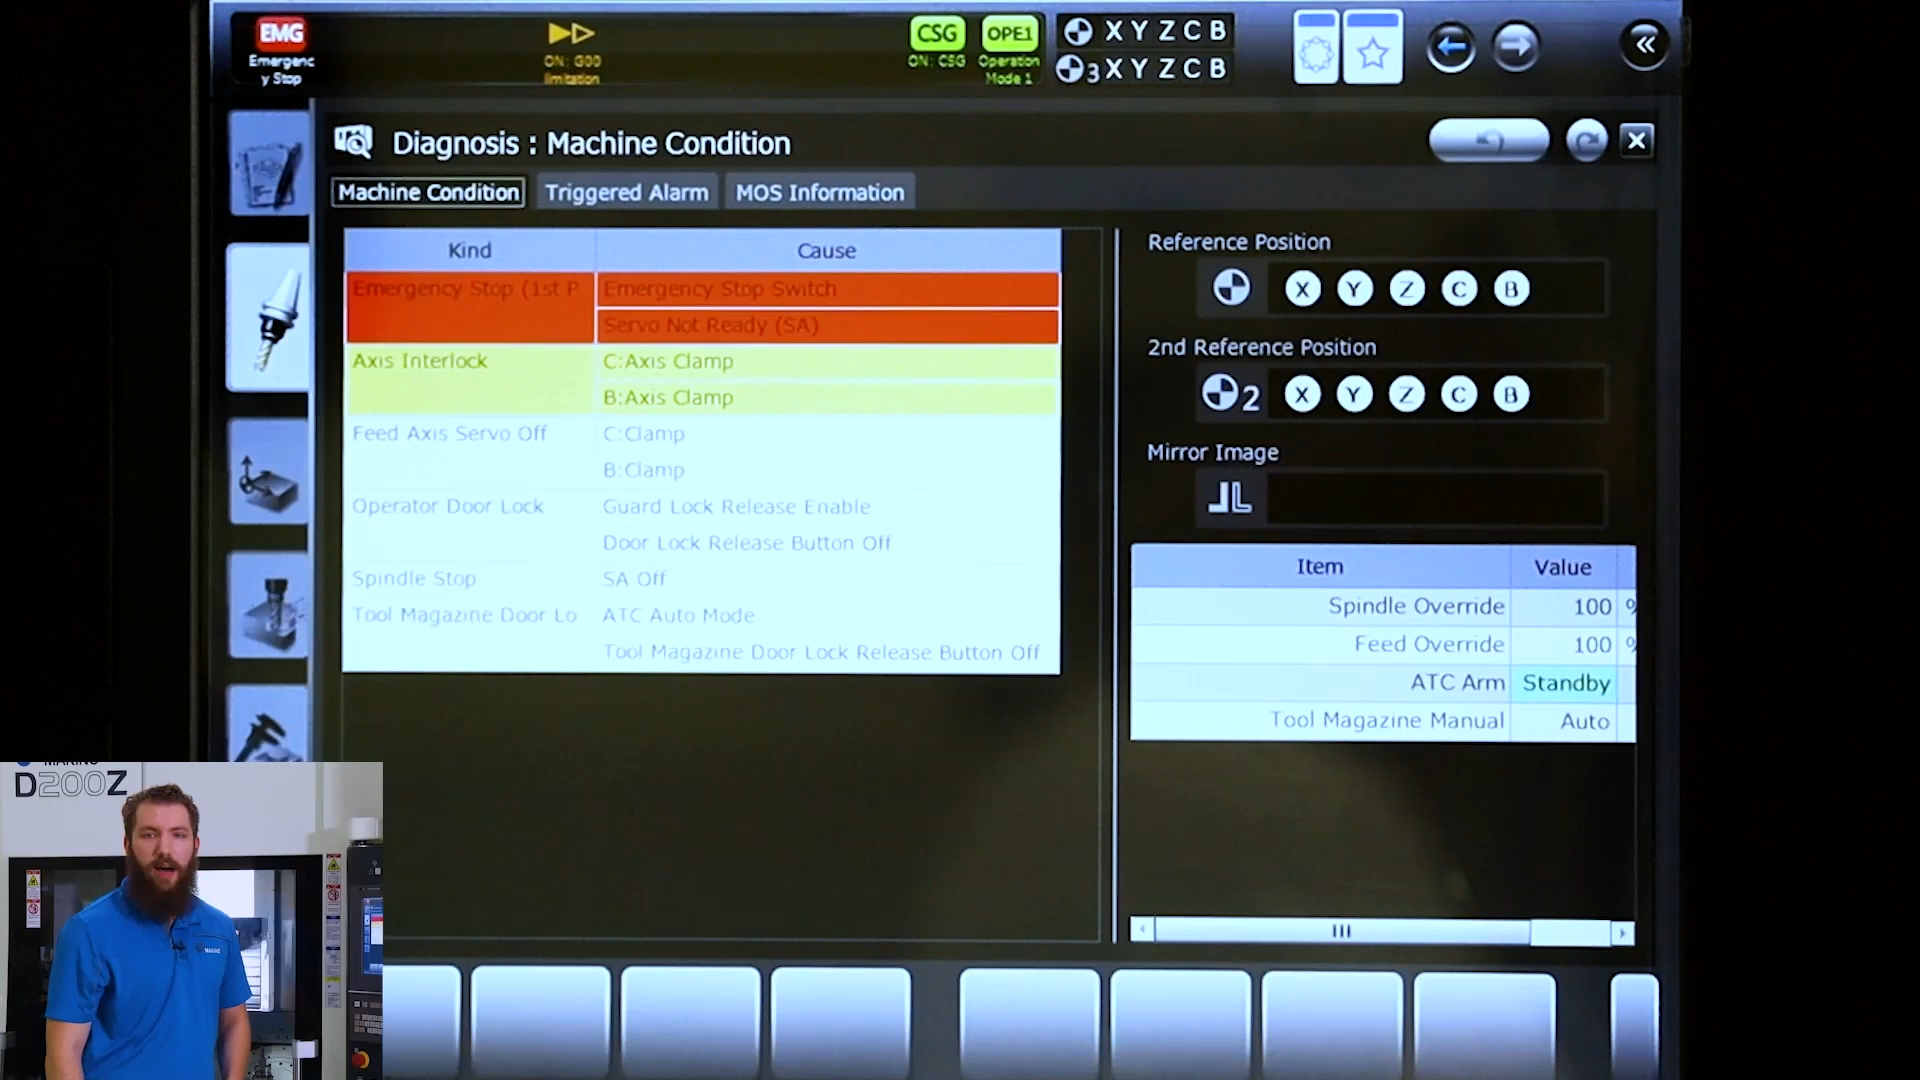 EMG
Emergenc
y Stop
ON: G00
limitation
CSG
ON: CSG
OPE1
Operation
Mode 1
X Y Z C B
3 X Y Z C B
Diagnosis : Machine Condition
Machine Condition
Triggered Alarm
MOS Information
Kind
Cause
Emergency Stop (1st P
Emergency Stop Switch
Servo Not Ready (SA)
Axis Interlock
C:Axis Clamp
B:Axis Clamp
Feed Axis Servo Off
C:Clamp
B:Clamp
Operator Door Lock
Guard Lock Release Enable
Door Lock Release Button Off
Spindle Stop
SA Off
Tool Magazine Door Lo
ATC Auto Mode
Tool Magazine Door Lock Release Button Off
Reference Position
X Y Z C B
2nd Reference Position
2 X Y Z C B
Mirror Image
Item
Value
Spindle Override
100 %
Feed Override
100 %
ATC Arm
Standby
Tool Magazine Manual
Auto
MAKINO
D200Z
MAKINO